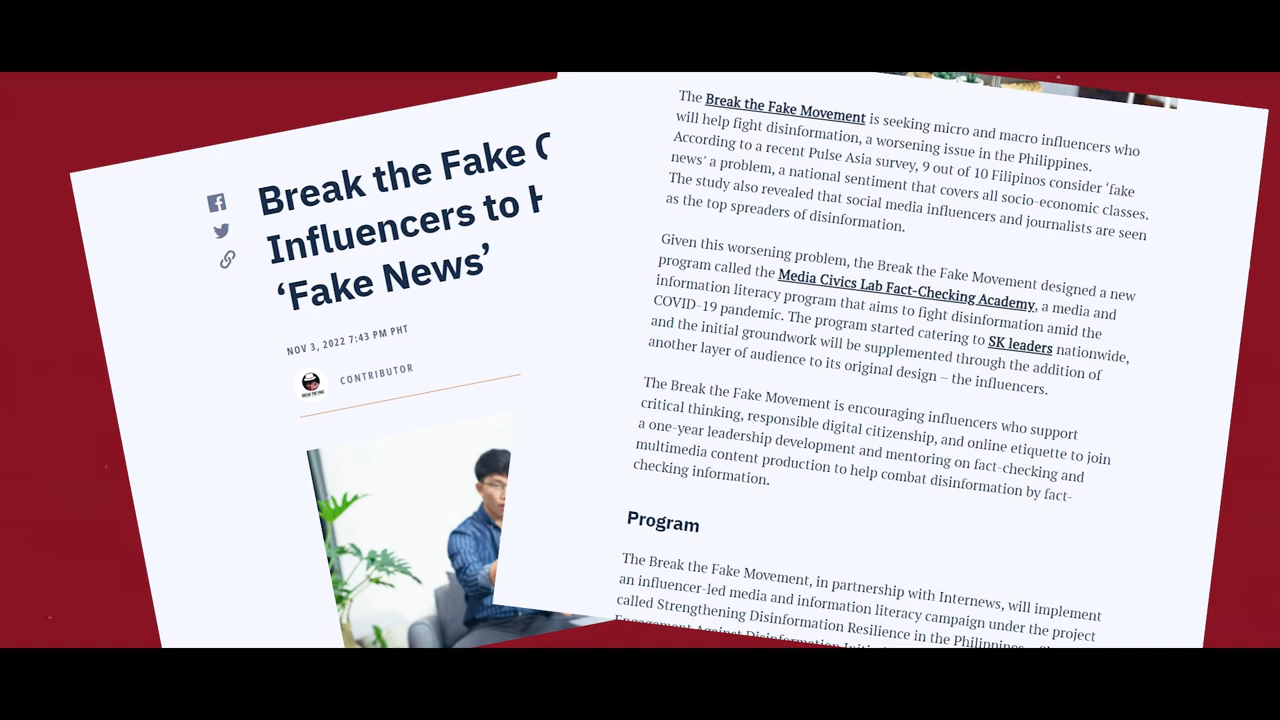 Break the Fake
Influencers to
‘Fake News’
NOV 3, 2022 7:43 PM PHT
BREAK THE FAKE
CONTRIBUTOR
The Break the Fake Movement is seeking micro and macro influencers who
will help fight disinformation, a worsening issue in the Philippines.
According to a recent Pulse Asia survey, 9 out of 10 Filipinos consider ‘fake
news’ a problem, a national sentiment that covers all socio-economic classes.
The study also revealed that social media influencers and journalists are seen
as the top spreaders of disinformation.
Given this worsening problem, the Break the Fake Movement designed a new
program called the Media Civics Lab Fact-Checking Academy, a media and
information literacy program that aims to fight disinformation amid the
COVID-19 pandemic. The program started catering to SK leaders nationwide,
and the initial groundwork will be supplemented through the addition of
another layer of audience to its original design – the influencers.
The Break the Fake Movement is encouraging influencers who support
critical thinking, responsible digital citizenship, and online etiquette to join
a one-year leadership development and mentoring on fact-checking and
multimedia content production to help combat disinformation by fact-
checking information.
Program
The Break the Fake Movement, in partnership with Internews, will implement
an influencer-led media and information literacy campaign under the project
called Strengthening Disinformation Resilience in the Philippines
Engagement Against Disinformation